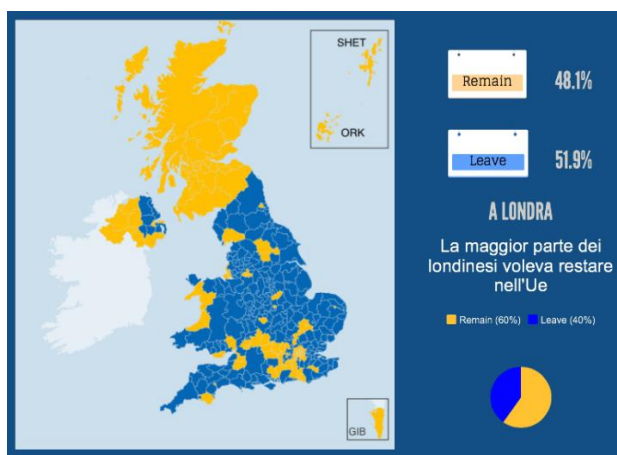 SHET
ORK
GIB
Remain 48.1%
Leave 51.9%
A LONDRA
La maggior parte dei
londinesi voleva restare
nell'Ue
Remain (60%) Leave (40%)